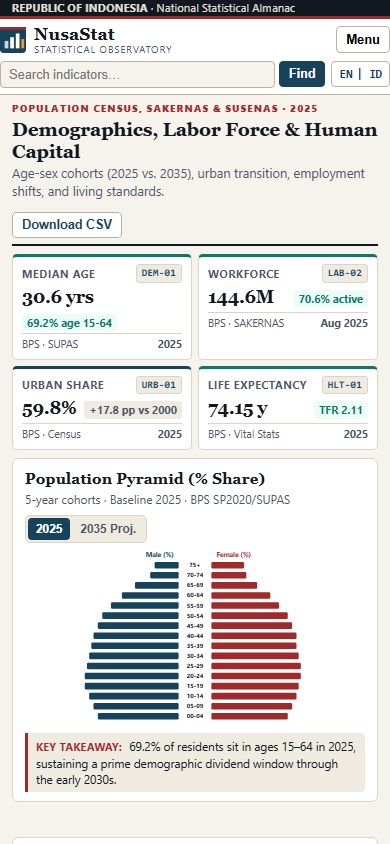 REPUBLIC OF INDONESIA · National Statistical Almanac
NusaStat
STATISTICAL OBSERVATORY
Menu
Search indicators...
Find
EN | ID
POPULATION CENSUS, SAKERNAS & SUSENAS · 2025
Demographics, Labor Force & Human
Capital
Age-sex cohorts (2025 vs. 2035), urban transition, employment
shifts, and living standards.
Download CSV
MEDIAN AGE
DEM-01
30.6 yrs
69.2% age 15-64
BPS · SUPAS
2025
WORKFORCE
LAB-02
144.6M
70.6% active
BPS · SAKERNAS
Aug 2025
URBAN SHARE
URB-01
59.8%
+17.8 pp vs 2000
BPS · Census
2025
LIFE EXPECTANCY
HLT-01
74.15 y
TFR 2.11
BPS · Vital Stats
2025
Population Pyramid (% Share)
5-year cohorts · Baseline 2025 · BPS SP2020/SUPAS
2025
2035 Proj.
Male (%)
Female (%)
75+
70-74
65-69
60-64
55-59
50-54
45-49
40-44
35-39
30-34
25-29
20-24
15-19
10-14
05-09
00-04
KEY TAKEAWAY: 69.2% of residents sit in ages 15–64 in 2025,
sustaining a prime demographic dividend window through
the early 2030s.